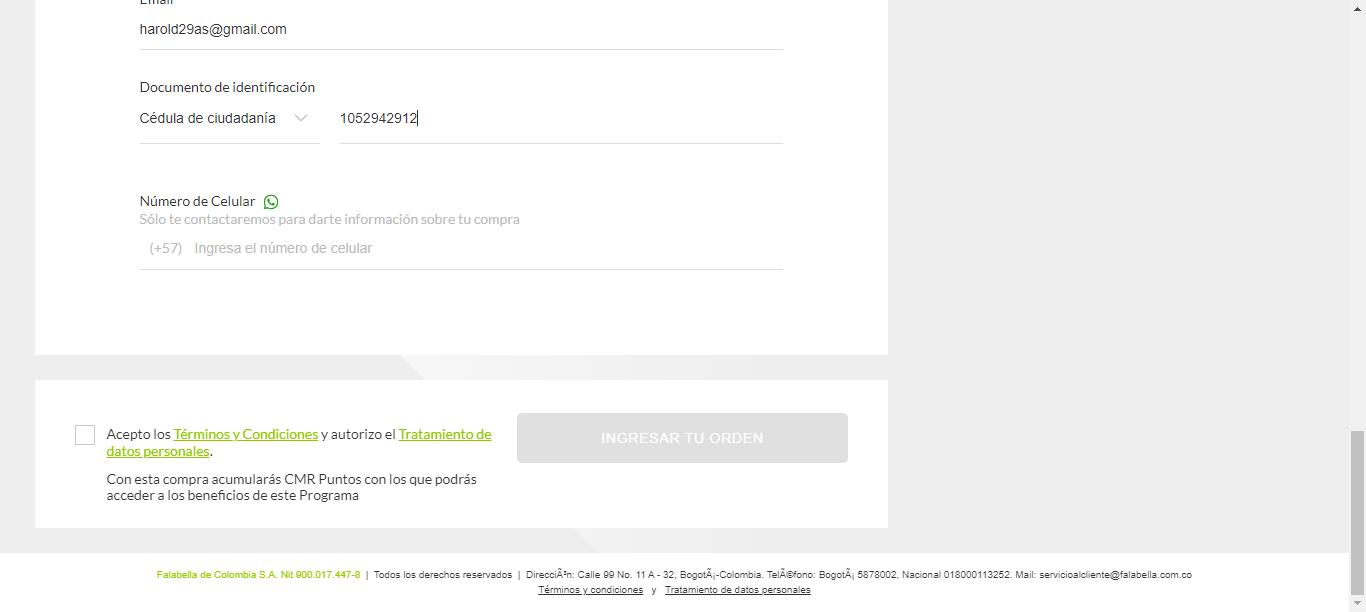 Email
harold29as@gmail.com
Documento de identificación
Cédula de ciudadanía 1052942912
Número de Celular
Sólo te contactaremos para darte información sobre tu compra
(+57) Ingresa el número de celular
Acepto los Términos y Condiciones y autorizo el Tratamiento de
datos personales.
INGRESAR TU ORDEN
Con esta compra acumularás CMR Puntos con los que podrás
acceder a los beneficios de este Programa
Falabella de Colombia S.A. Nit 900.017.447-8 | Todos los derechos reservados | DirecciÃ³n: Calle 99 No. 11 A - 32, BogotÃ¡-Colombia. TelÃ©fono: BogotÃ¡ 5878002, Nacional 018000113252. Mail: servicioalcliente@falabella.com.co
Términos y condiciones y Tratamiento de datos personales